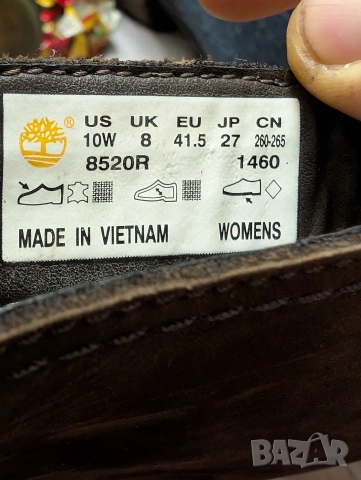 ® US UK EU JP CN
10W 8 41.5 27 260-265
8520R 1460
MADE IN VIETNAM WOMENS
BAZAR